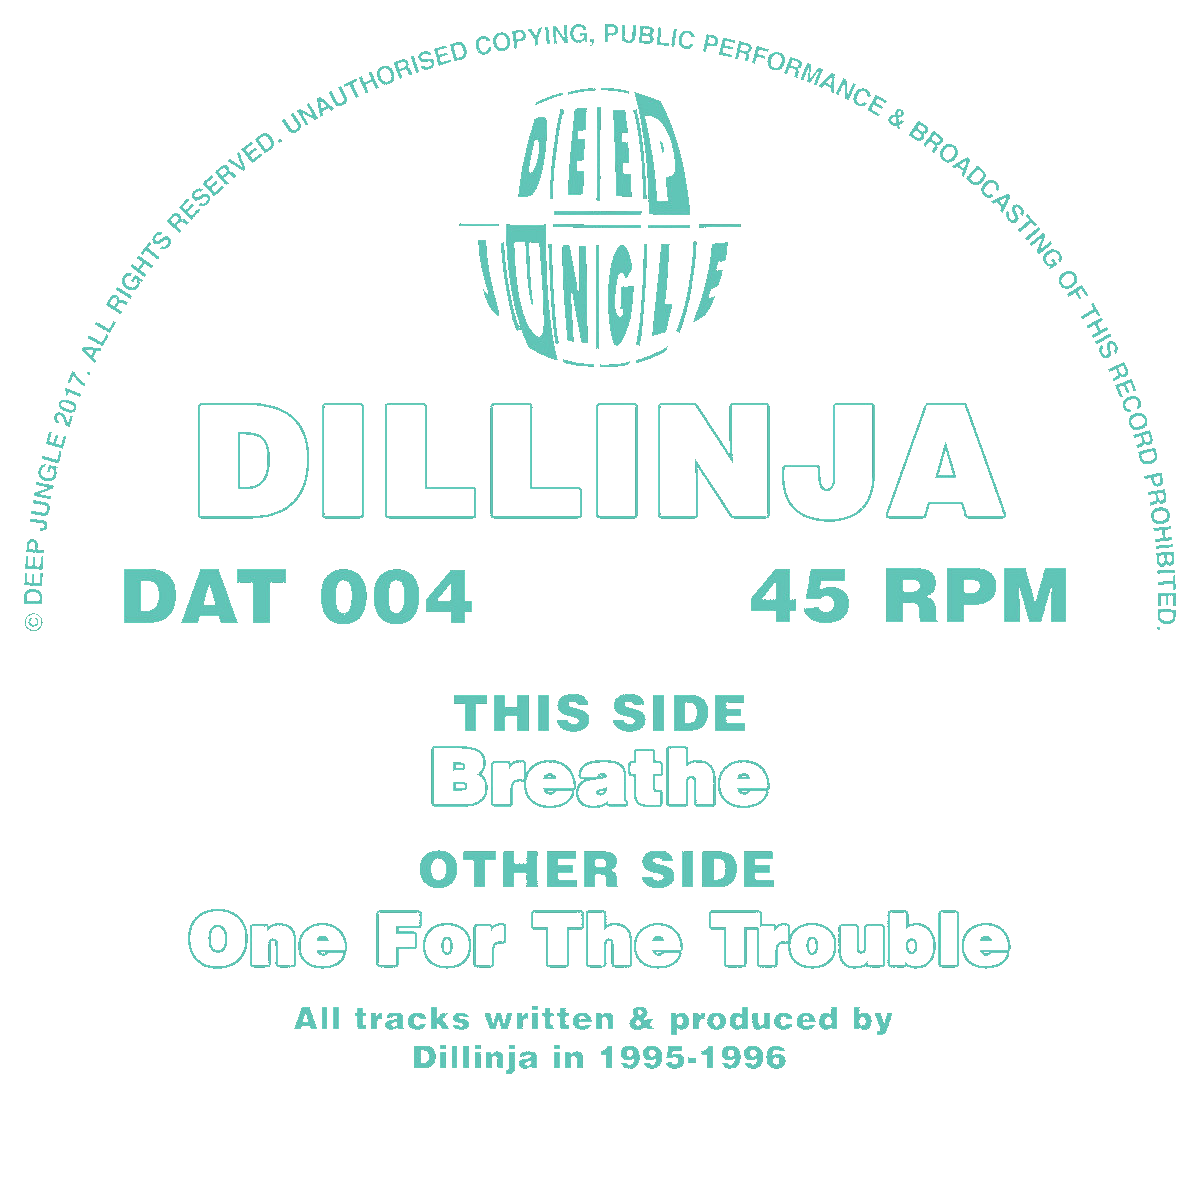 © DEEP JUNGLE 2017. ALL RIGHTS RESERVED. UNAUTHORISED COPYING, PUBLIC PERFORMANCE & BROADCASTING OF THIS RECORD PROHIBITED.
DEEP
JUNGLE
DILLINJA
DAT 004 45 RPM
THIS SIDE
Breathe
OTHER SIDE
One For The Trouble
All tracks written & produced by
Dillinja in 1995-1996